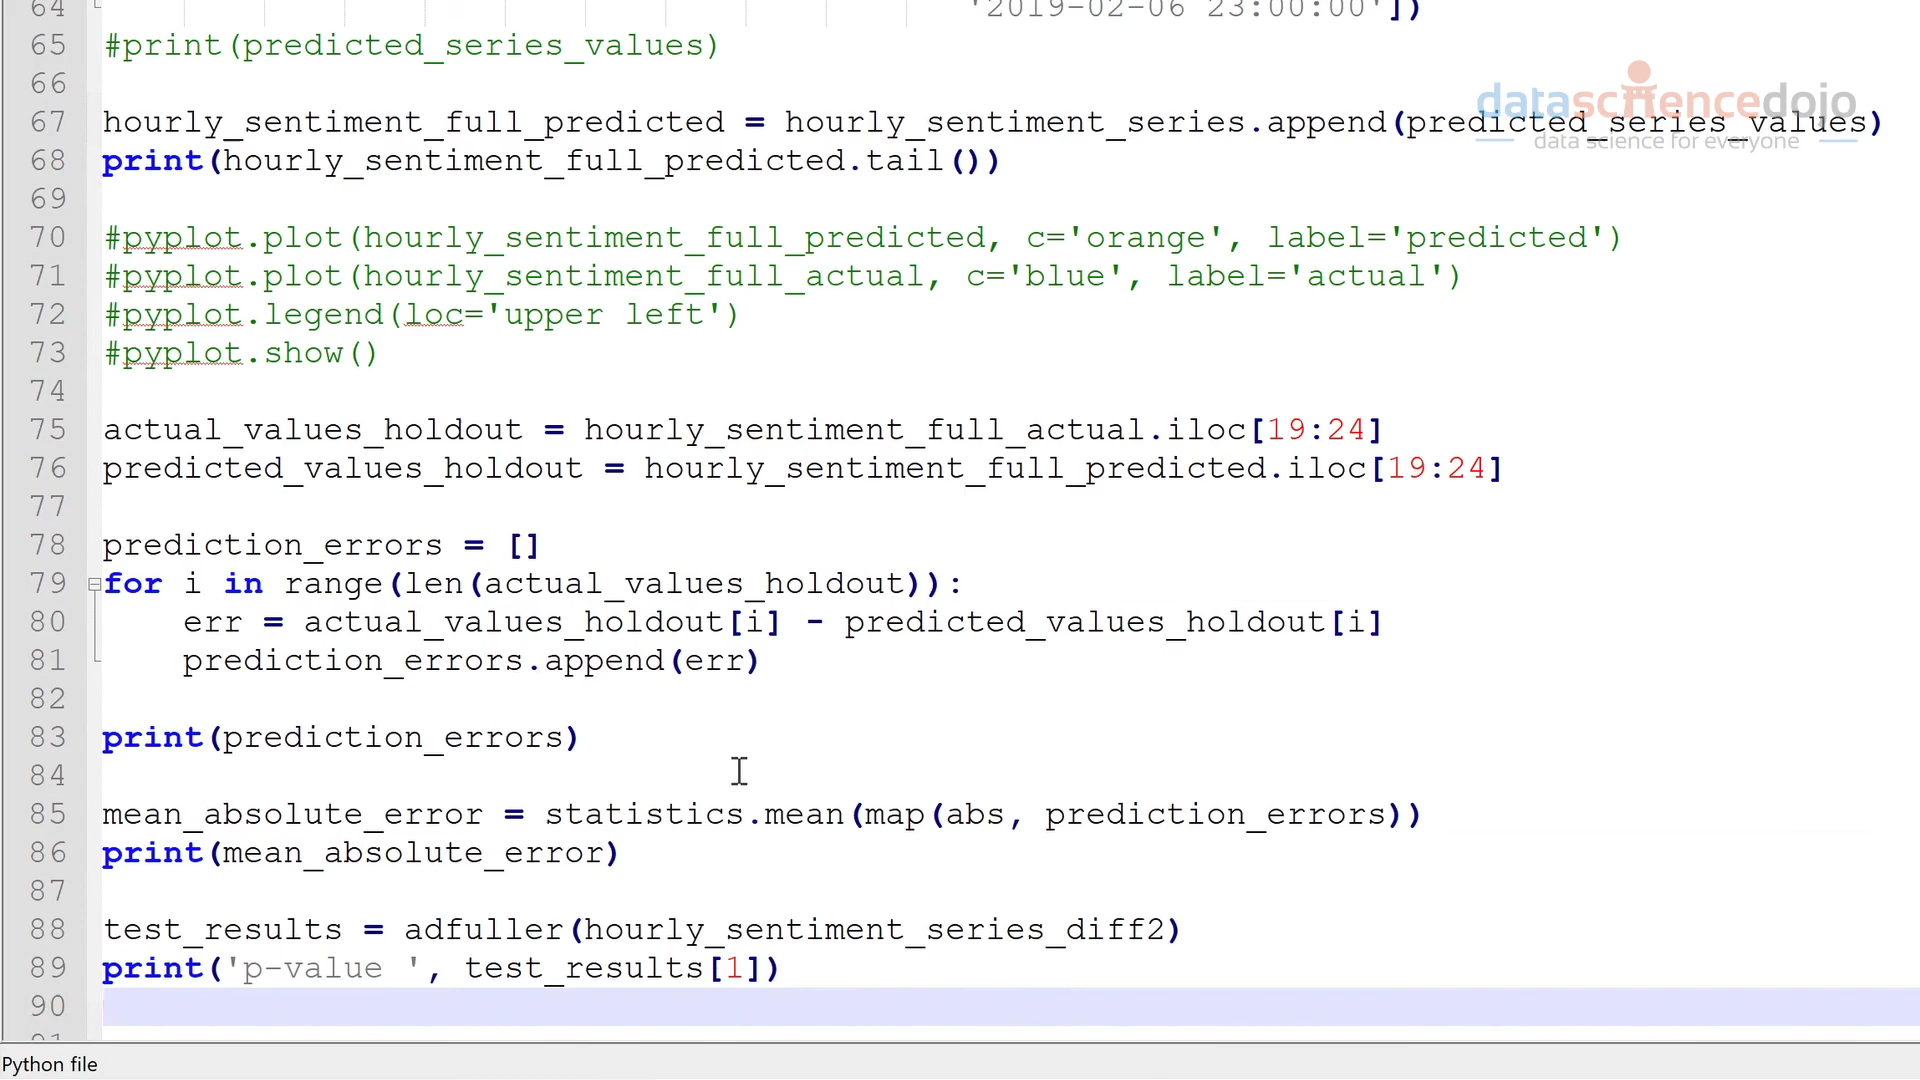 64 '2019-02-06 23:00:00'])
65 #print(predicted_series_values)
66
67 hourly_sentiment_full_predicted = hourly_sentiment_series.append(predicted_series_values)
68 print(hourly_sentiment_full_predicted.tail())
69
70 #pyplot.plot(hourly_sentiment_full_predicted, c='orange', label='predicted')
71 #pyplot.plot(hourly_sentiment_full_actual, c='blue', label='actual')
72 #pyplot.legend(loc='upper left')
73 #pyplot.show()
74
75 actual_values_holdout = hourly_sentiment_full_actual.iloc[19:24]
76 predicted_values_holdout = hourly_sentiment_full_predicted.iloc[19:24]
77
78 prediction_errors = []
79 for i in range(len(actual_values_holdout)):
80     err = actual_values_holdout[i] - predicted_values_holdout[i]
81     prediction_errors.append(err)
82
83 print(prediction_errors)
84
85 mean_absolute_error = statistics.mean(map(abs, prediction_errors))
86 print(mean_absolute_error)
87
88 test_results = adfuller(hourly_sentiment_series_diff2)
89 print('p-value ', test_results[1])
90
91
Python file
datasciencedojo
data science for everyone